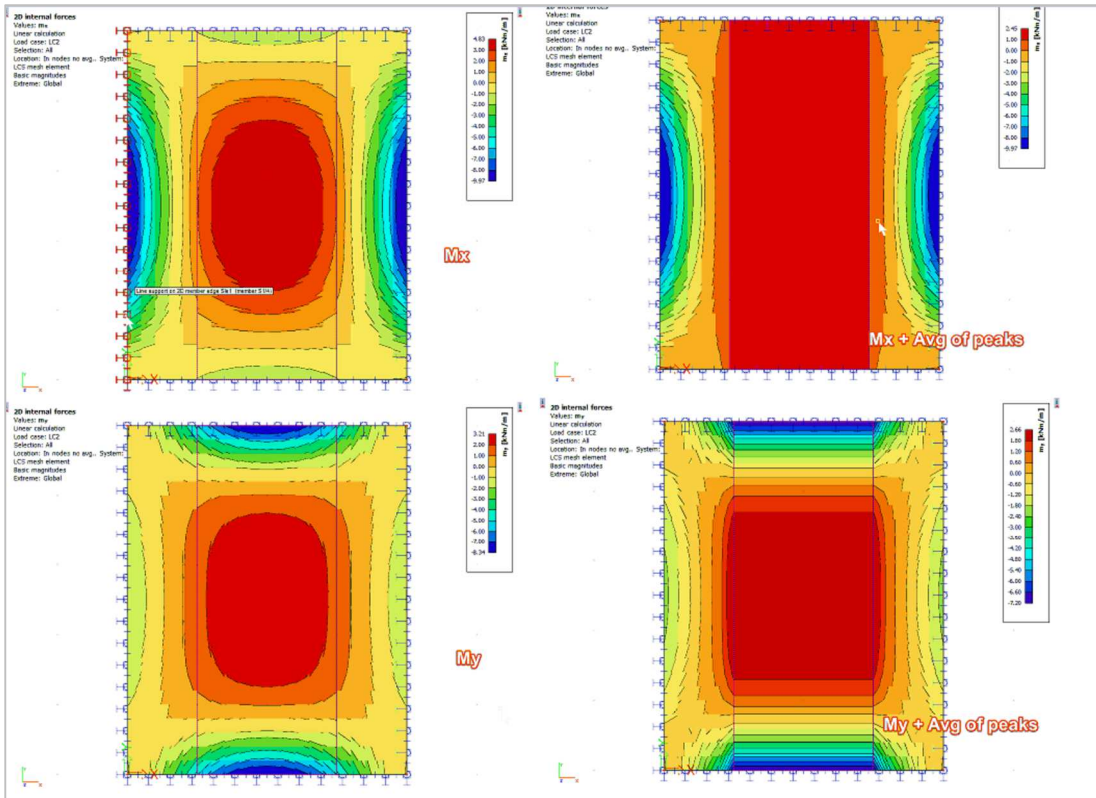 2D internal forces
Values: mx
Linear calculation
Load case: LC2
Selection: All
Location: In nodes no avg.. System:
LCS mesh element
Basic magnitudes
Extreme: Global
4.83
3.00
2.00
1.00
0.00
-1.00
-2.00
-3.00
-4.00
-5.00
-6.00
-7.00
-8.00
-9.97
mx [kNm/m]
Mx
Line support on 2D member edge
X
Z X
2D internal forces
Values: mx
Linear calculation
Load case: LC2
Selection: All
Location: In nodes no avg.. System:
LCS mesh element
Basic magnitudes
Extreme: Global
1.00
0.00
-1.00
-2.00
-3.00
-4.00
-5.00
-6.00
-7.00
-8.00
-9.97
mx [kNm/m]
Mx + Avg of peaks
X
Z X
2D internal forces
Values: my
Linear calculation
Load case: LC2
Selection: All
Location: In nodes no avg.. System:
LCS mesh element
Basic magnitudes
Extreme: Global
3.21
2.00
1.00
0.00
-1.00
-2.00
-3.00
-4.00
-5.00
-6.00
-7.00
-8.34
my [kNm/m]
My
X
Z X
2D internal forces
Values: my
Linear calculation
Load case: LC2
Selection: All
Location: In nodes no avg.. System:
LCS mesh element
Basic magnitudes
Extreme: Global
2.66
1.80
1.20
0.60
0.00
-0.60
-1.20
-1.80
-2.40
-3.00
-3.60
-4.20
-4.80
-5.40
-6.00
-6.60
-7.20
my [kNm/m]
My + Avg of peaks
X
Z X